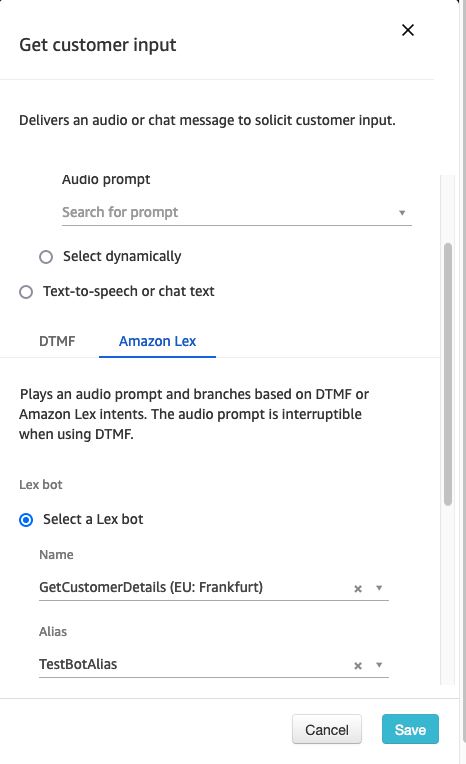 Get customer input
Delivers an audio or chat message to solicit customer input.
Audio prompt
Search for prompt
Select dynamically
Text-to-speech or chat text
DTMF
Amazon Lex
Plays an audio prompt and branches based on DTMF or
Amazon Lex intents. The audio prompt is interruptible
when using DTMF.
Lex bot
Select a Lex bot
Name
GetCustomerDetails (EU: Frankfurt)
Alias
TestBotAlias
Cancel
Save